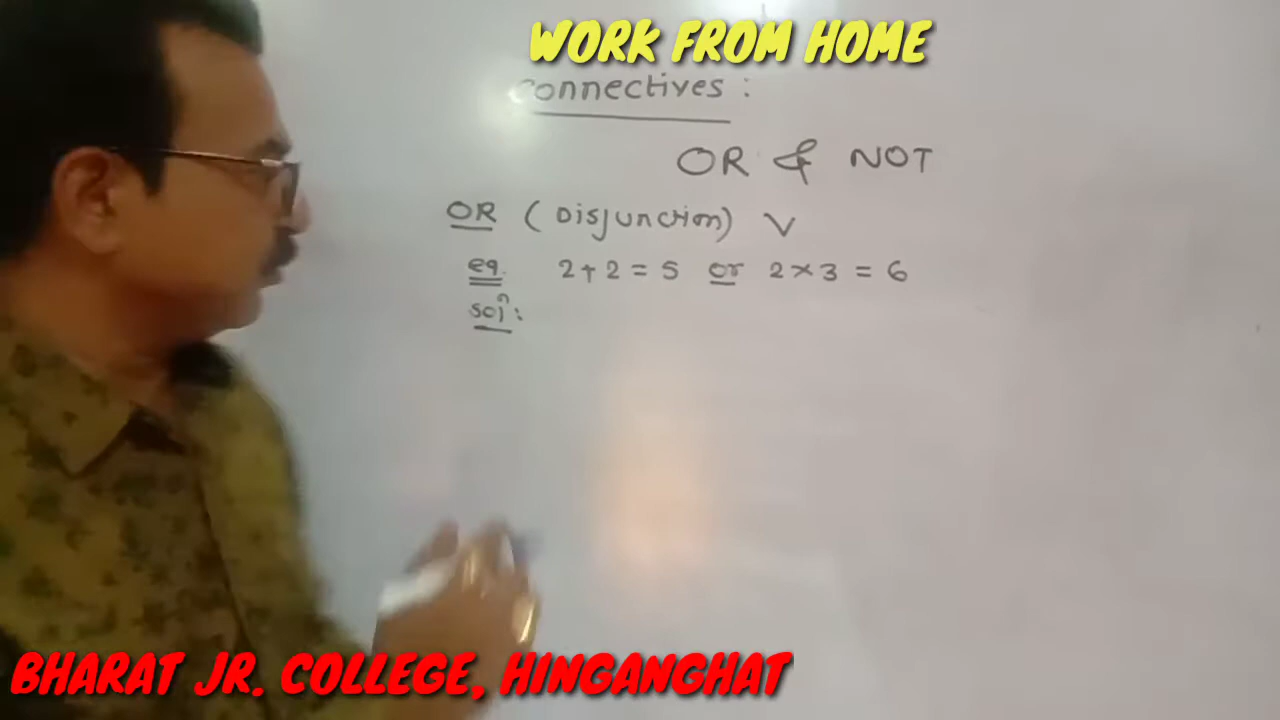 WORK FROM HOME
connectives :
OR & NOT
OR ( Disjunction) ∨
eg. 2+2=5 or 2×3=6
solⁿ:
BHARAT JR. COLLEGE, HINGANGHAT